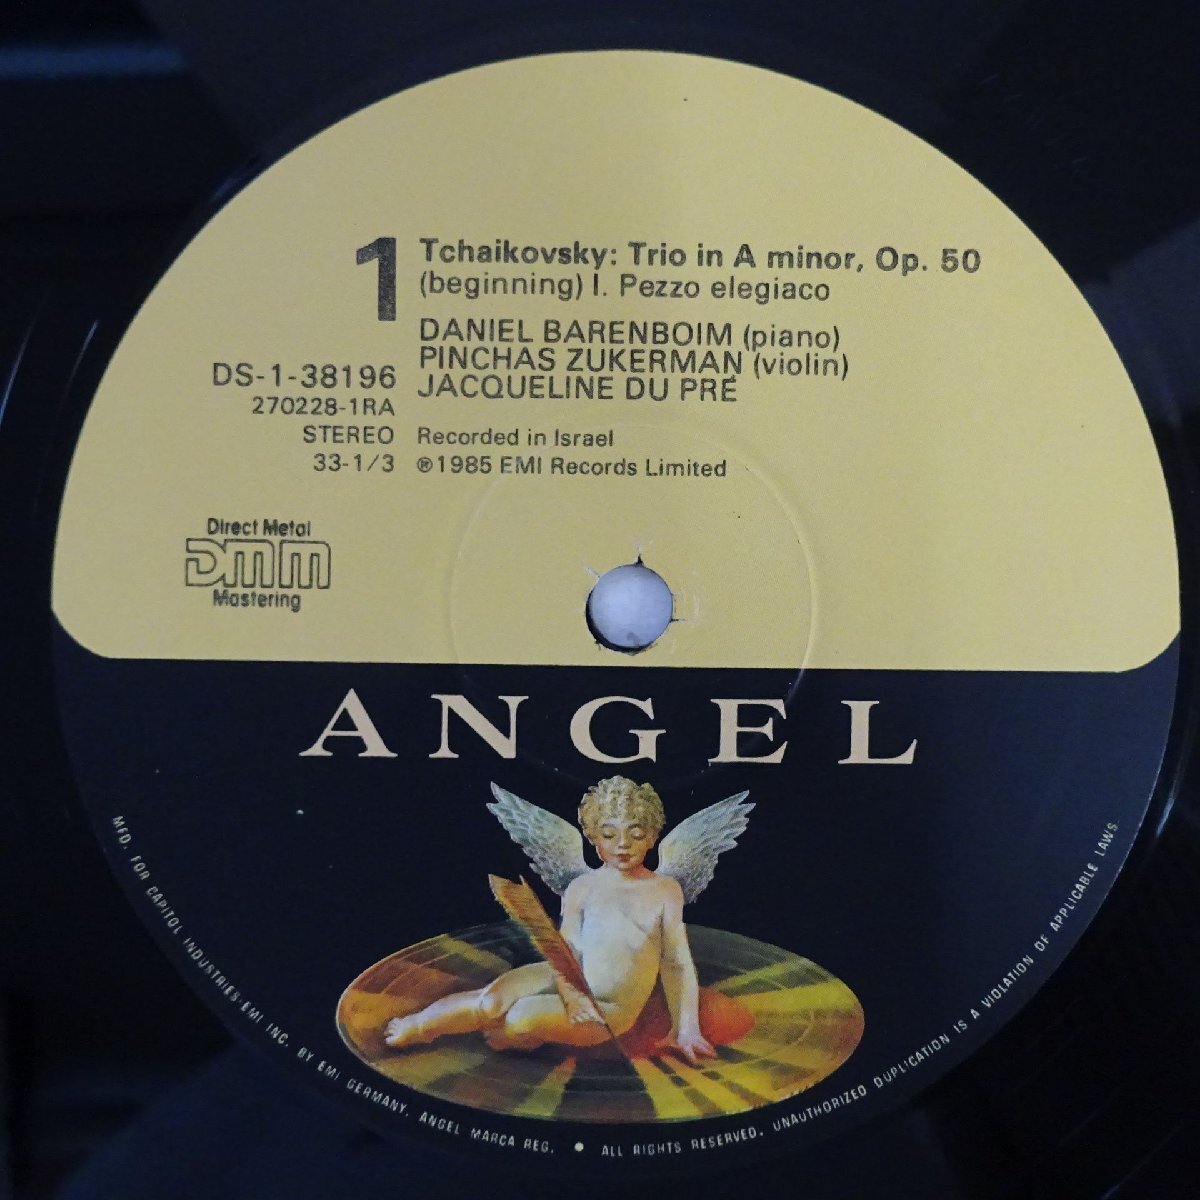 1
Tchaikovsky: Trio in A minor, Op. 50
(beginning) I. Pezzo elegiaco
DANIEL BARENBOIM (piano)
PINCHAS ZUKERMAN (violin)
JACQUELINE DU PRÉ
DS-1-38196
270228-1RA
STEREO
33-1/3
Recorded in Israel
℗1985 EMI Records Limited
Direct Metal
DMM
Mastering
ANGEL
MFD. FOR CAPITOL INDUSTRIES-EMI INC. BY EMI GERMANY. ANGEL MARCA REG. • ALL RIGHTS RESERVED. UNAUTHORIZED DUPLICATION IS A VIOLATION OF APPLICABLE LAWS.